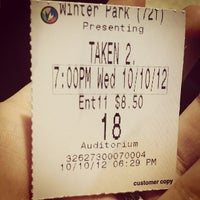 Winter Park (721)
Presenting
TAKEN 2.
7:00PM Wed 10/10/12
Ent11 $8.50
18
Auditorium
32627300070004
10/10/12 06:29 PM
customer copy